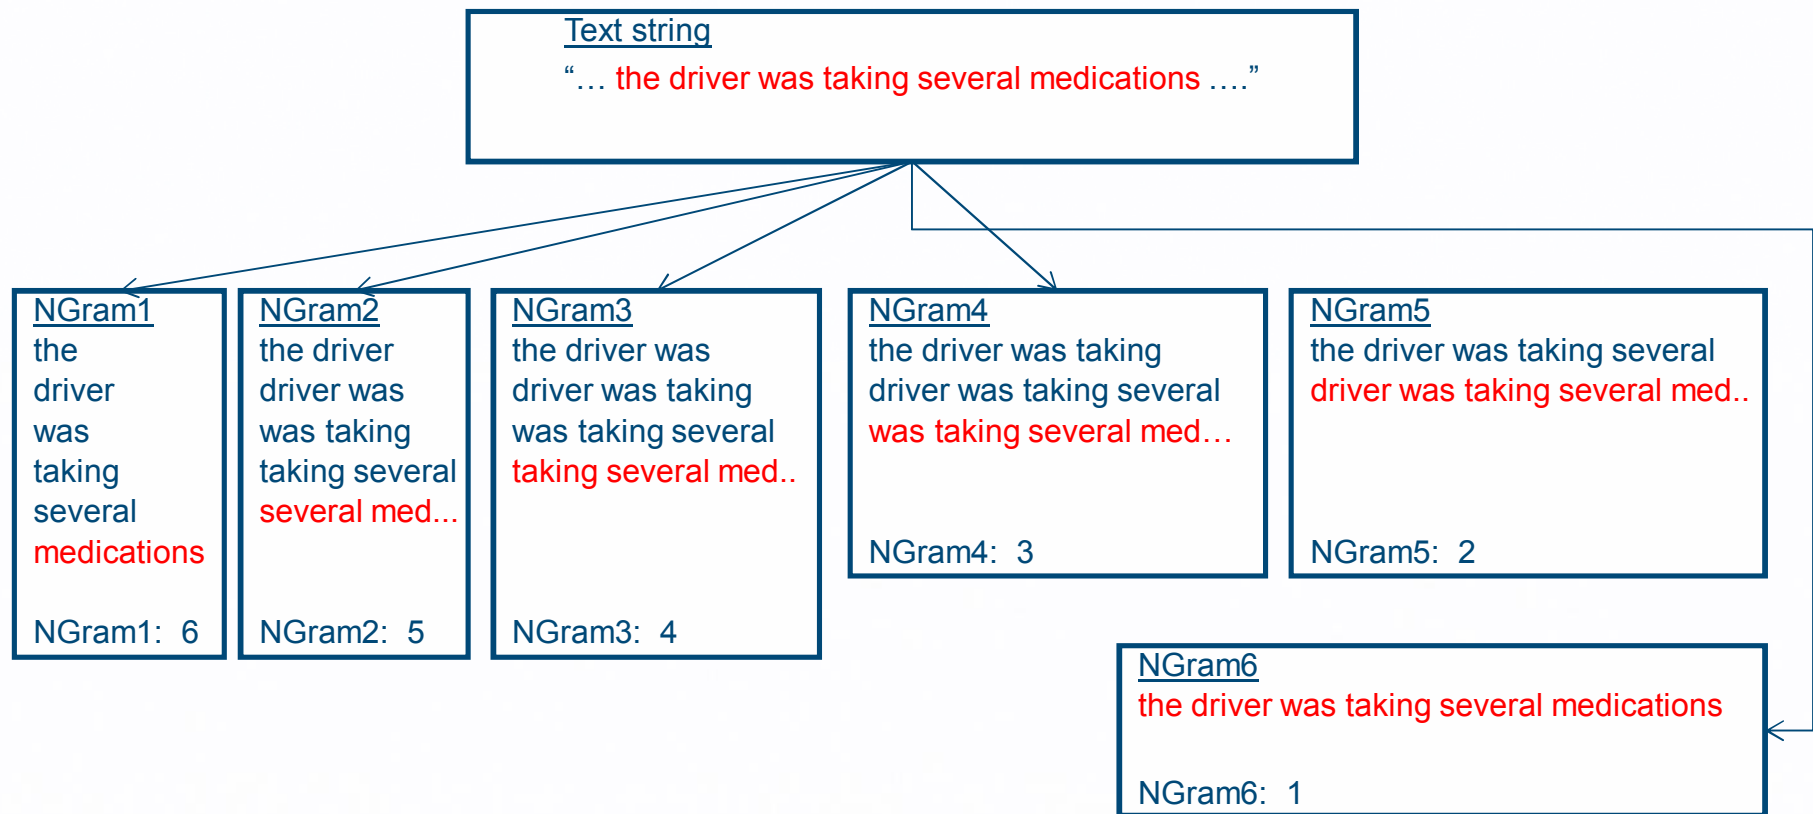 Text string
“… the driver was taking several medications ….”
NGram1
the
driver
was
taking
several
medications
NGram1: 6
NGram2
the driver
driver was
was taking
taking several
several med...
NGram2: 5
NGram3
the driver was
driver was taking
was taking several
taking several med..
NGram3: 4
NGram4
the driver was taking
driver was taking several
was taking several med…
NGram4: 3
NGram5
the driver was taking several
driver was taking several med..
NGram5: 2
NGram6
the driver was taking several medications
NGram6: 1